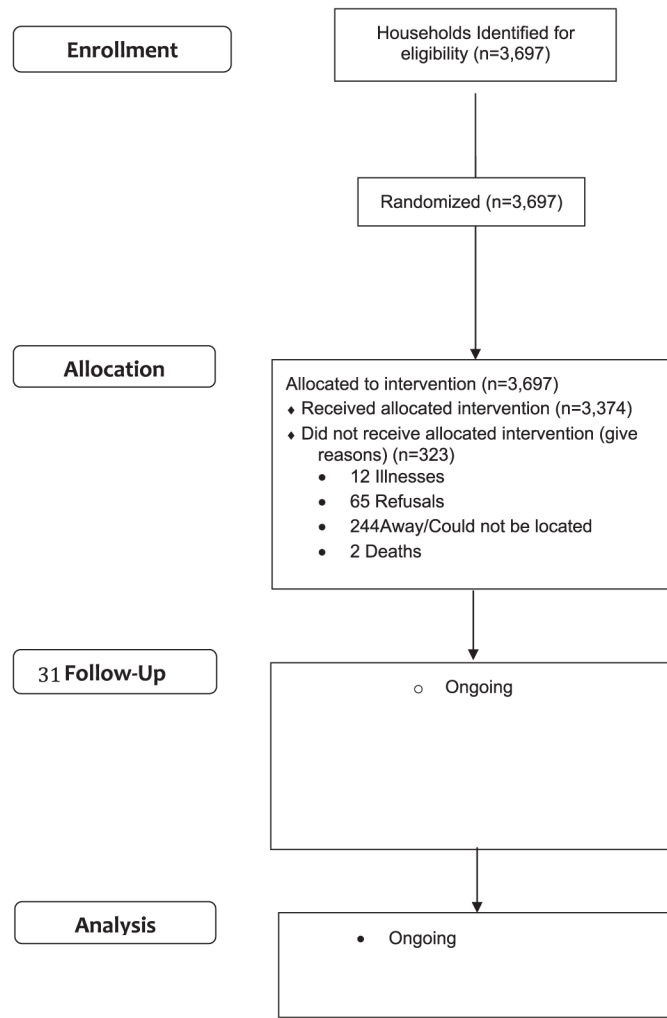 Enrollment
Households Identified for
eligibility (n=3,697)
Randomized (n=3,697)
Allocation
Allocated to intervention (n=3,697)
♦ Received allocated intervention (n=3,374)
♦ Did not receive allocated intervention (give
reasons) (n=323)
• 12 Illnesses
• 65 Refusals
• 244Away/Could not be located
• 2 Deaths
31 Follow-Up
○ Ongoing
Analysis
• Ongoing